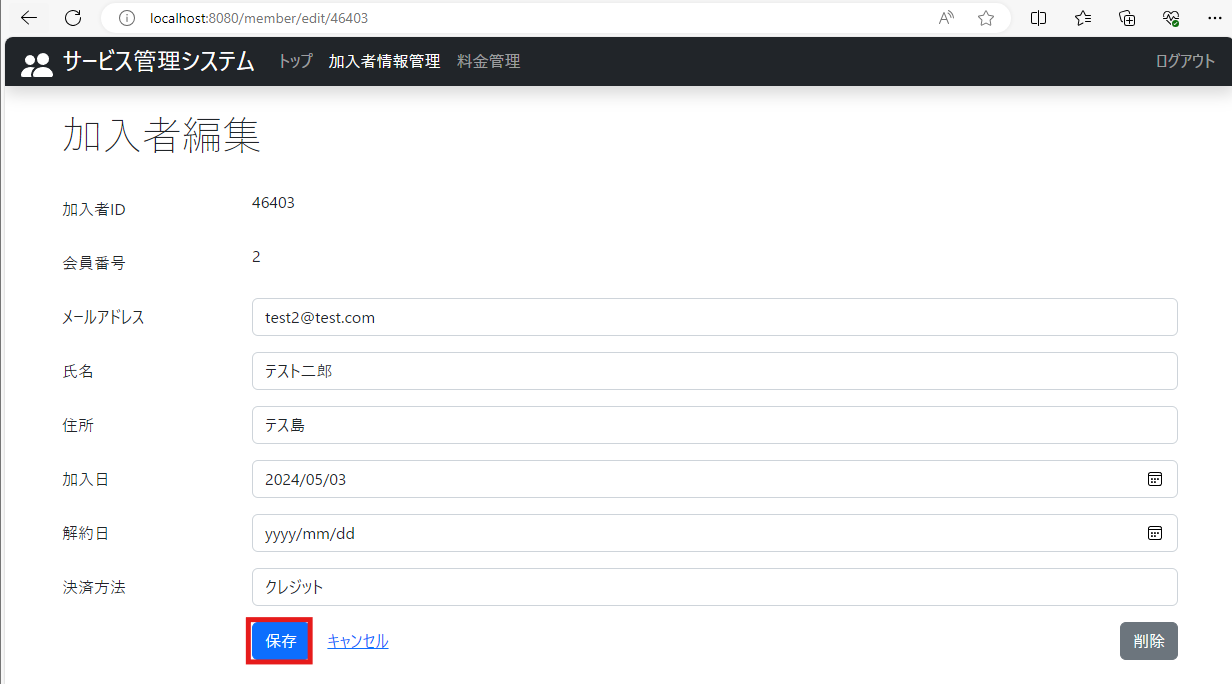 localhost:8080/member/edit/46403
サービス管理システム トップ 加入者情報管理 料金管理 ログアウト
加入者編集
加入者ID 46403
会員番号 2
メールアドレス test2@test.com
氏名 テスト二郎
住所 テス島
加入日 2024/05/03
解約日 yyyy/mm/dd
決済方法 クレジット
保存 キャンセル 削除